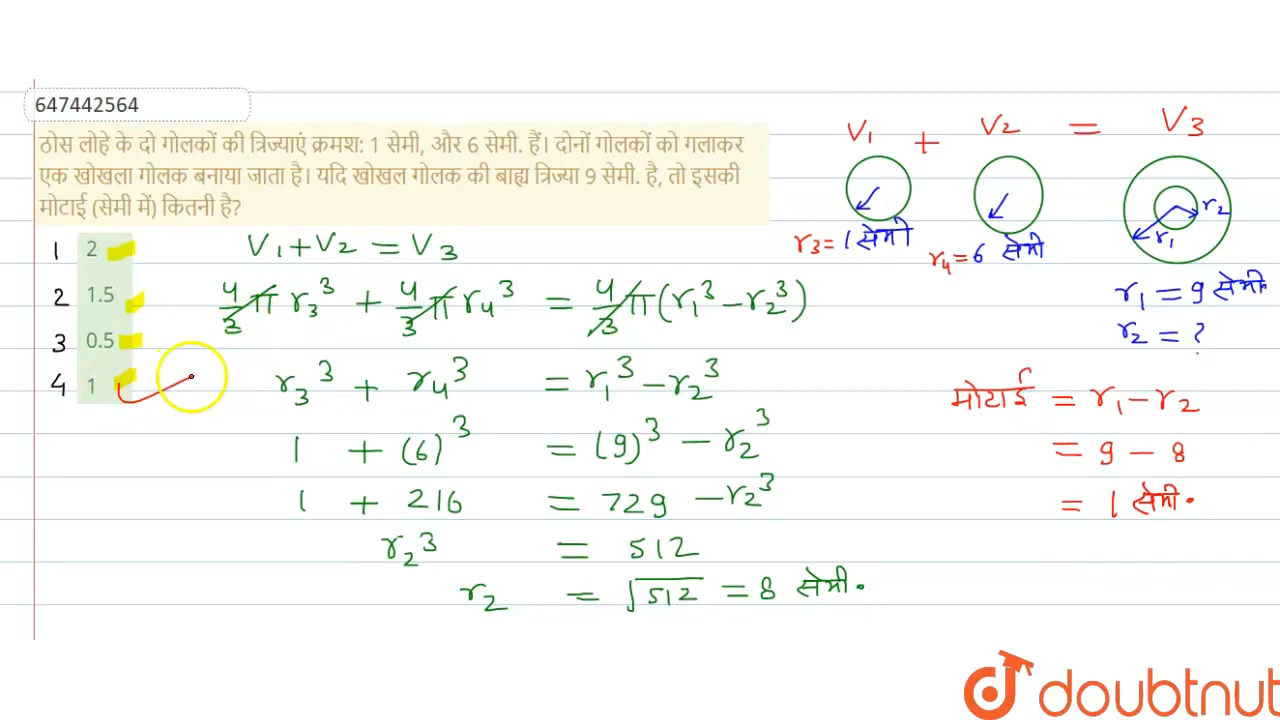 647442564
ठोस लोहे के दो गोलकों की त्रिज्याएं क्रमश: 1 सेमी, और 6 सेमी. हैं। दोनों गोलकों को गलाकर
एक खोखला गोलक बनाया जाता है। यदि खोखल गोलक की बाह्य त्रिज्या 9 सेमी. है, तो इसकी
मोटाई (सेमी में) कितनी है?
1 2
2 1.5
3 0.5
4 1
V₁ + V₂ = V₃
4/3 π r₃³ + 4/3 π r₄³ = 4/3 π (r₁³ - r₂³)
r₃³ + r₄³ = r₁³ - r₂³
1 + (6)³ = (9)³ - r₂³
1 + 216 = 729 - r₂³
r₂³ = 512
r₂ = √512 = 8 सेमी.
V₁ + V₂ = V₃
r₂
r₁
r₃ = 1 सेमी
r₄ = 6 सेमी
r₁ = 9 सेमी.
r₂ = ?
मोटाई = r₁ - r₂
= 9 - 8
= 1 सेमी.
doubtnut